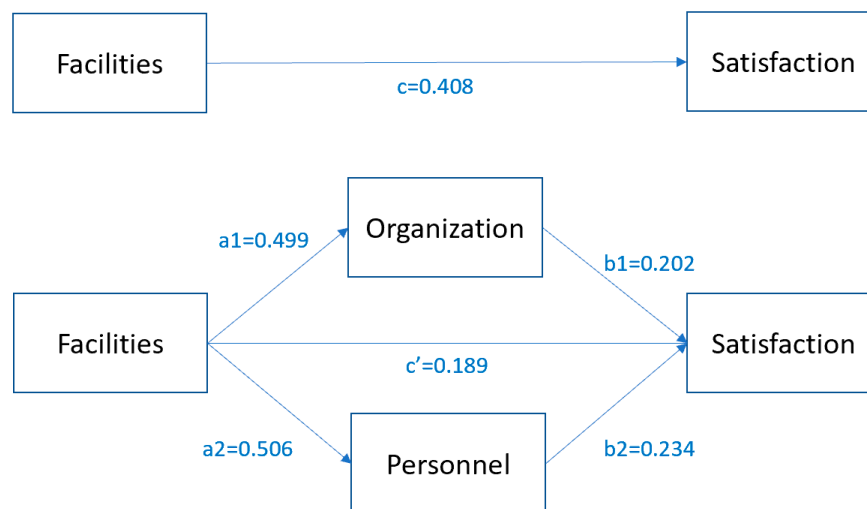 Facilities
Satisfaction
c=0.408
Organization
a1=0.499
b1=0.202
Facilities
Satisfaction
c’=0.189
a2=0.506
b2=0.234
Personnel